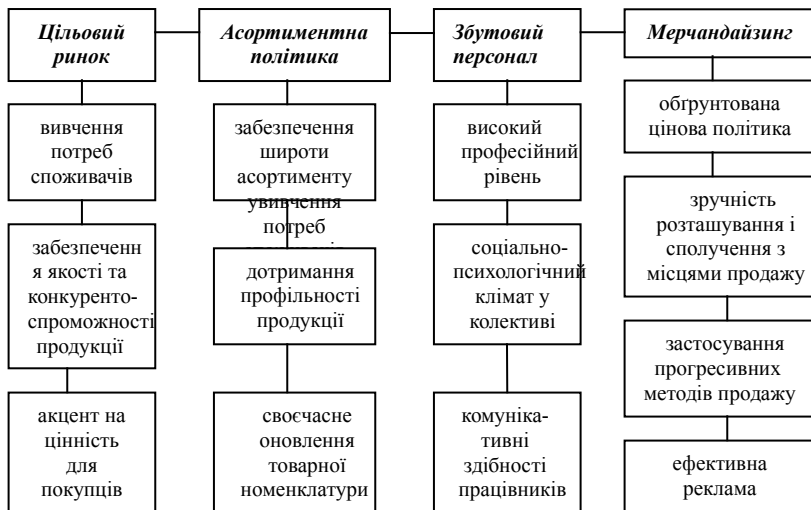 Цільовий
ринок
вивчення
потреб
споживачів
забезпеченн
я якості та
конкуренто-
спроможності
продукції
акцент на
цінність
для
покупців
Асортиментна
політика
забезпечення
широти
асортименту
увивчення
потреб
дотримання
профільності
продукції
своєчасне
оновлення
товарної
номенклатури
Збутовий
персонал
високий
професійний
рівень
соціально-
психологічний
клімат у
колективі
комуніка-
тивні
здібності
працівників
Мерчандайзинг
обґрунтована
цінова політика
зручність
розташування і
сполучення з
місцями продажу
застосування
прогресивних
методів продажу
ефективна
реклама